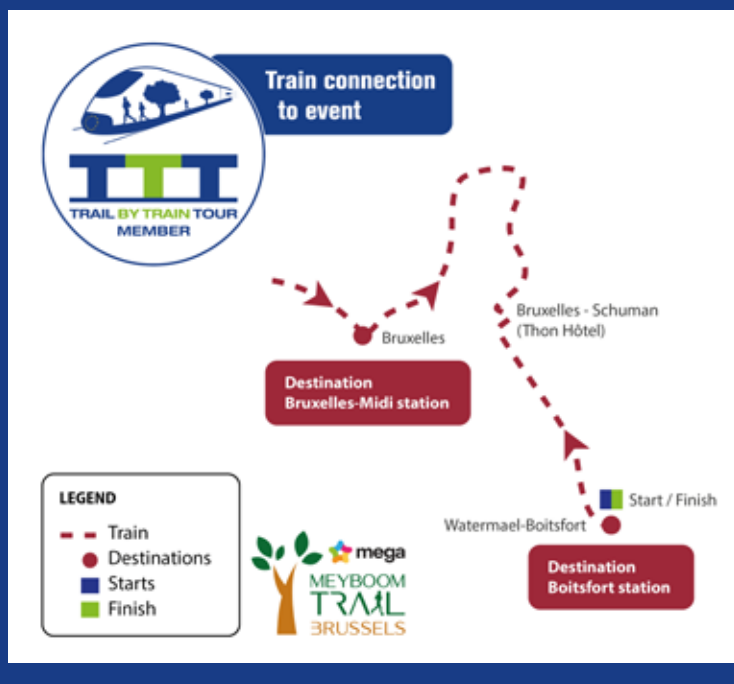 Train connection
to event
TTT
TRAIL BY TRAIN TOUR
MEMBER
Bruxelles
Destination
Bruxelles-Midi station
Bruxelles - Schuman
(Thon Hôtel)
Start / Finish
Watermael-Boitsfort
Destination
Boitsfort station
LEGEND
Train
Destinations
Starts
Finish
mega
MEYBOOM
TRAIL
BRUSSELS